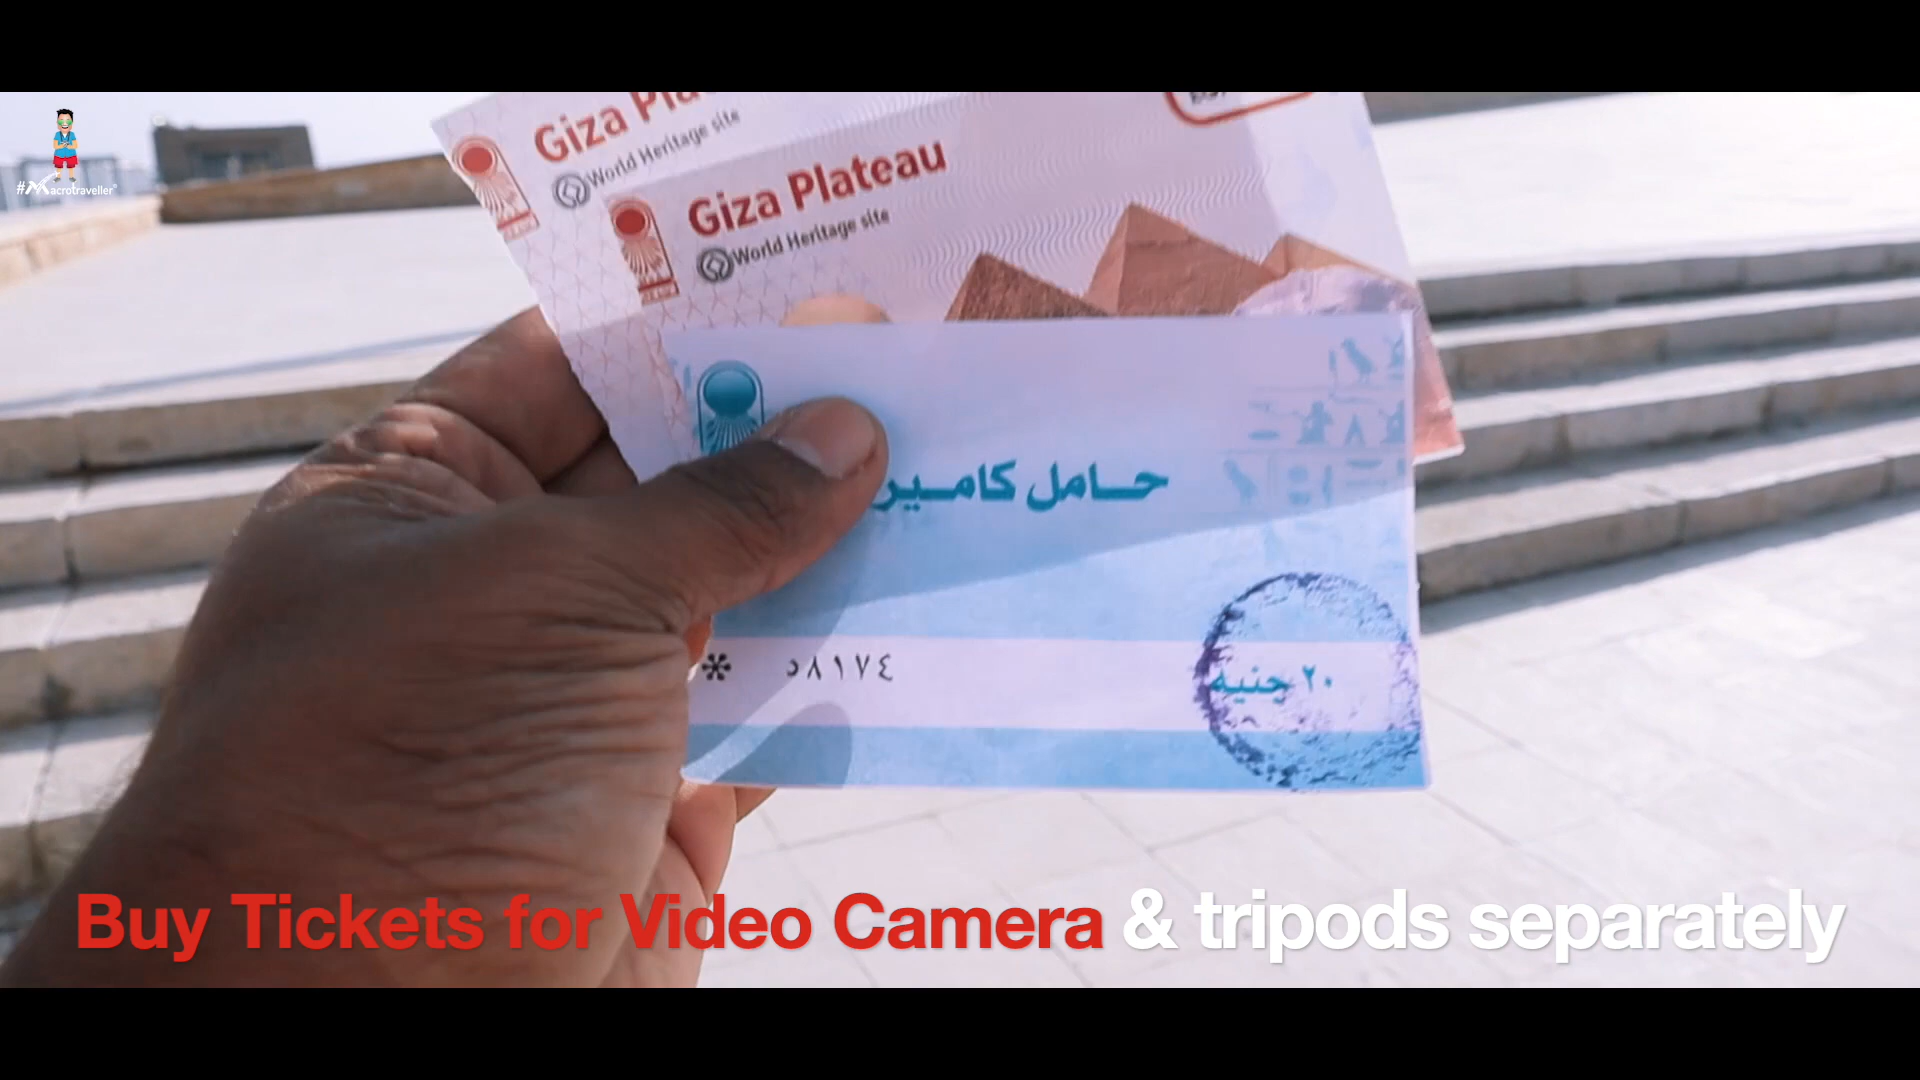 #Macrotraveller
Giza
World Heritage site
Giza Plateau
World Heritage site
حامل
* ٥٨١٧٤
٢٠ جنيه
Buy Tickets for Video Camera & tripods separately